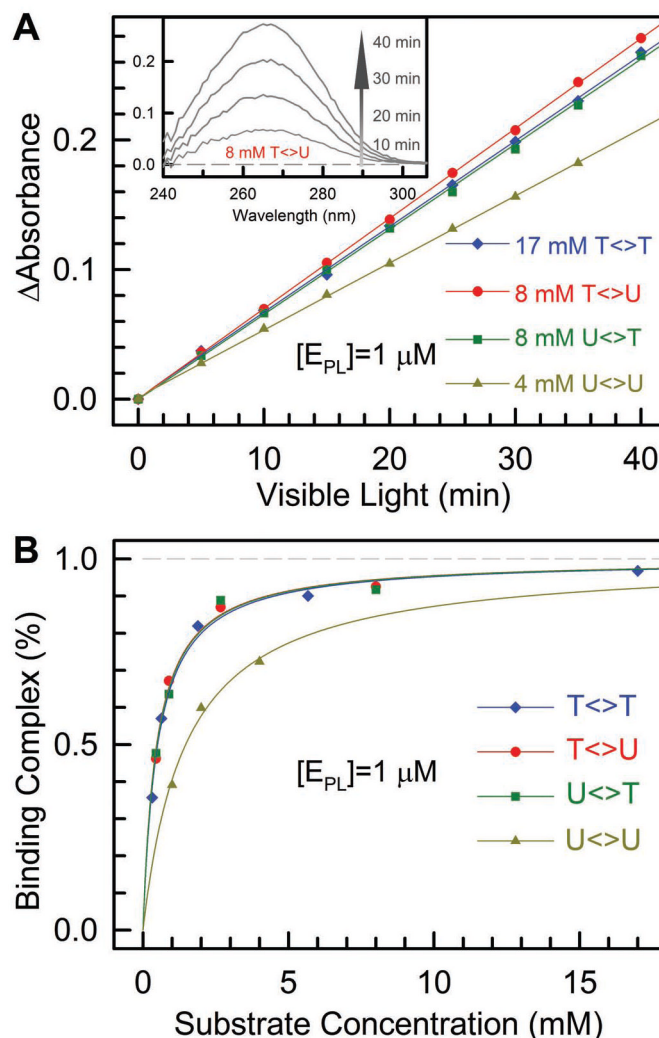 A
ΔAbsorbance
0.2
0.1
0.0
0.2
0.1
0.0
40 min
30 min
20 min
10 min
8 mM T<>U
240 260 280 300
Wavelength (nm)
17 mM T<>T
8 mM T<>U
8 mM U<>T
4 mM U<>U
[E_PL]=1 μM
0 10 20 30 40
Visible Light (min)
B
Binding Complex (%)
1.0
0.5
0.0
T<>T
T<>U
U<>T
U<>U
[E_PL]=1 μM
0 5 10 15
Substrate Concentration (mM)